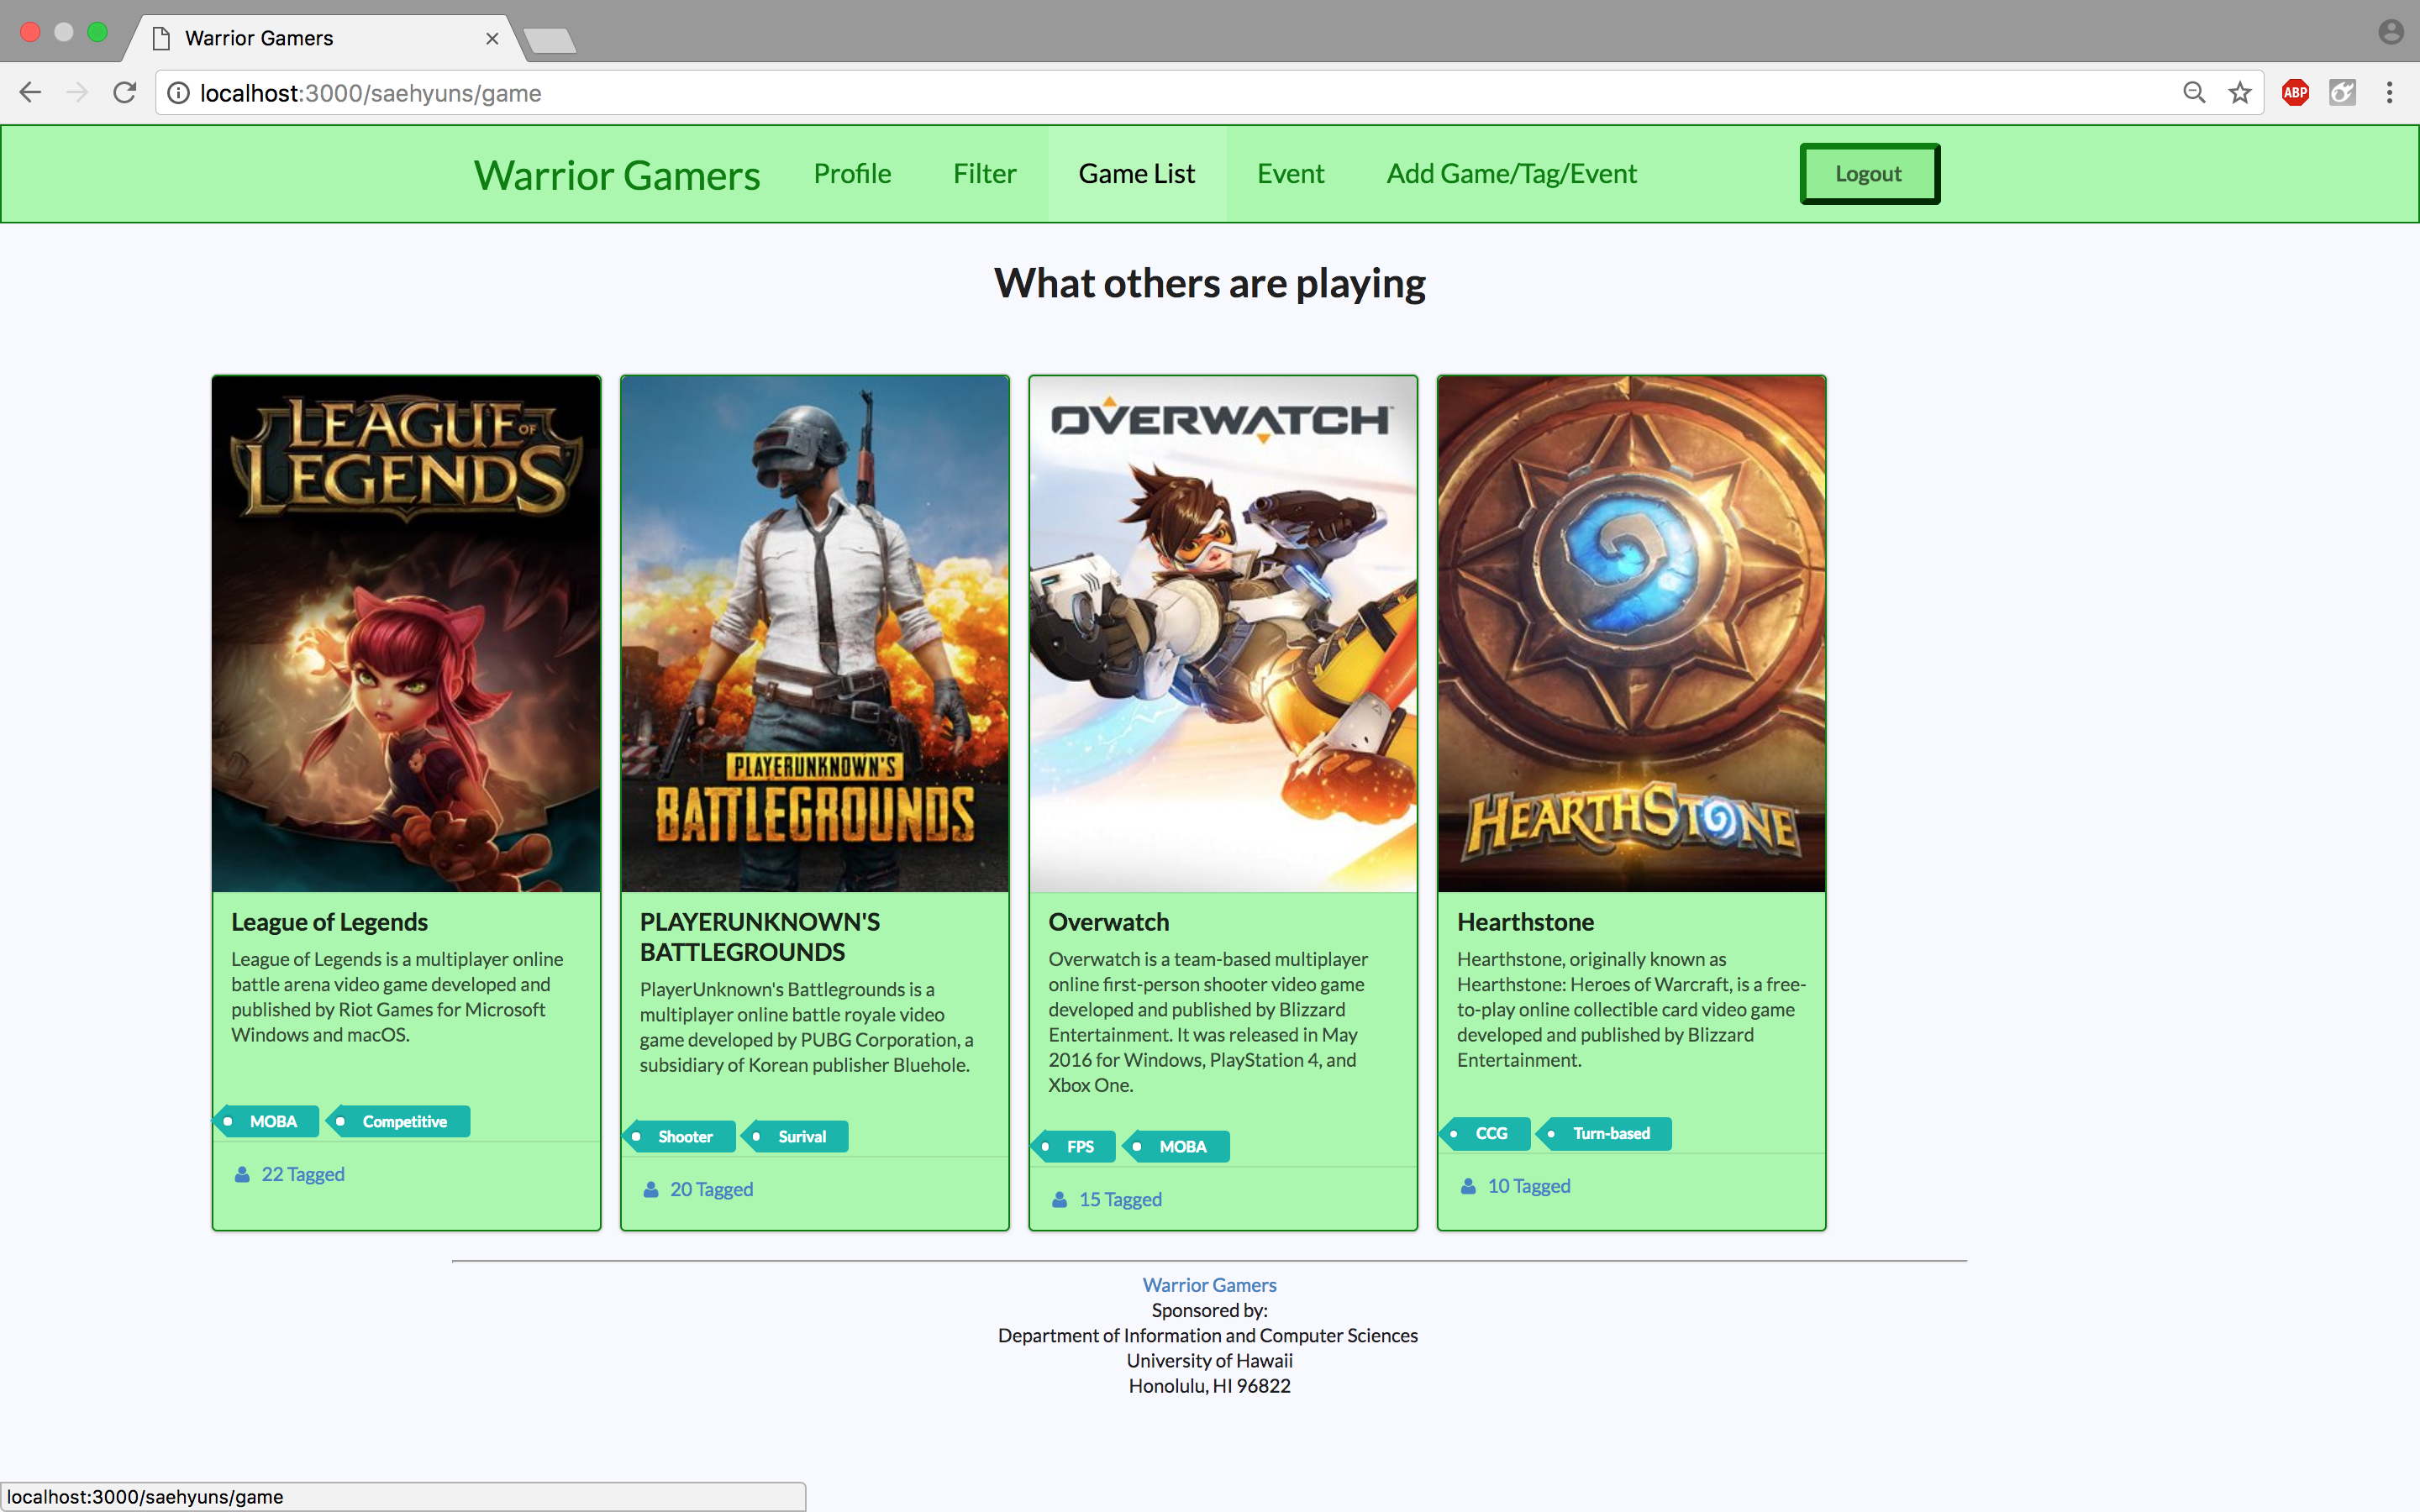 Warrior Gamers
localhost:3000/saehyuns/game
ABP
Warrior Gamers
Profile
Filter
Game List
Event
Add Game/Tag/Event
Logout
What others are playing
LEAGUE OF
LEGENDS
League of Legends
League of Legends is a multiplayer online
battle arena video game developed and
published by Riot Games for Microsoft
Windows and macOS.
MOBA
Competitive
22 Tagged
PLAYERUNKNOWN'S
BATTLEGROUNDS
PLAYERUNKNOWN'S
BATTLEGROUNDS
PlayerUnknown's Battlegrounds is a
multiplayer online battle royale video
game developed by PUBG Corporation, a
subsidiary of Korean publisher Bluehole.
Shooter
Surival
20 Tagged
OVERWATCH
Overwatch
Overwatch is a team-based multiplayer
online first-person shooter video game
developed and published by Blizzard
Entertainment. It was released in May
2016 for Windows, PlayStation 4, and
Xbox One.
FPS
MOBA
15 Tagged
HEARTHSTONE
Hearthstone
Hearthstone, originally known as
Hearthstone: Heroes of Warcraft, is a free-
to-play online collectible card video game
developed and published by Blizzard
Entertainment.
CCG
Turn-based
10 Tagged
Warrior Gamers
Sponsored by:
Department of Information and Computer Sciences
University of Hawaii
Honolulu, HI 96822
localhost:3000/saehyuns/game